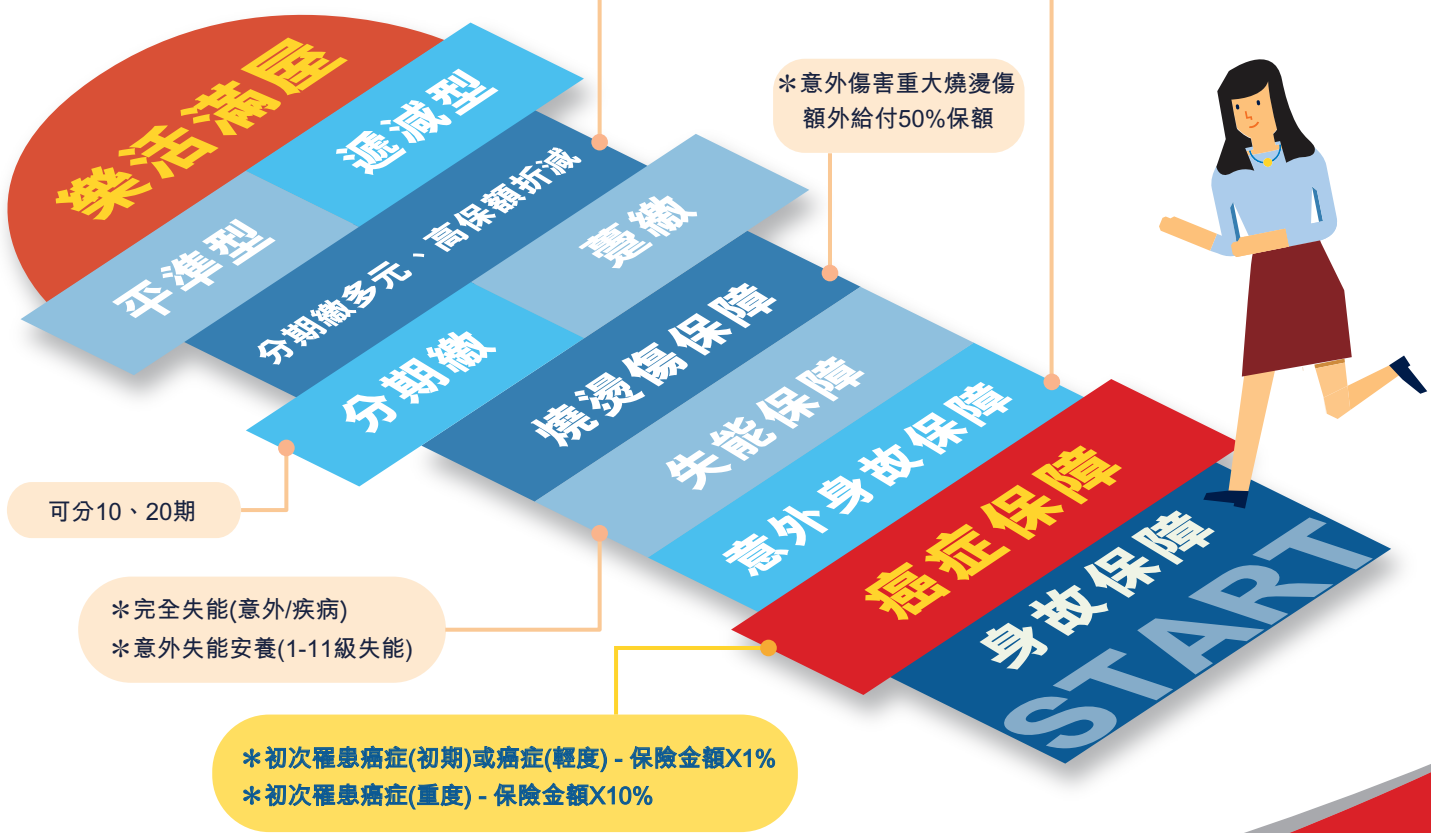 樂活滿屋
平準型
遞減型
分期繳多元、高保額折減
分期繳
躉繳
可分10、20期
燒燙傷保障
＊意外傷害重大燒燙傷
額外給付50%保額
失能保障
＊完全失能(意外/疾病)
＊意外失能安養(1-11級失能)
意外身故保障
癌症保障
＊初次罹患癌症(初期)或癌症(輕度) - 保險金額X1%
＊初次罹患癌症(重度) - 保險金額X10%
身故保障
START